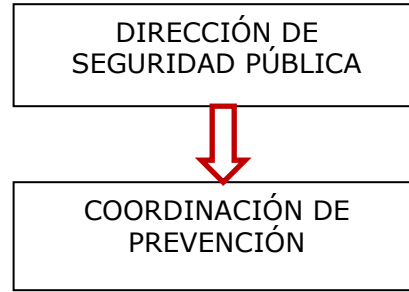 DIRECCIÓN DE
SEGURIDAD PÚBLICA
COORDINACIÓN DE
PREVENCIÓN